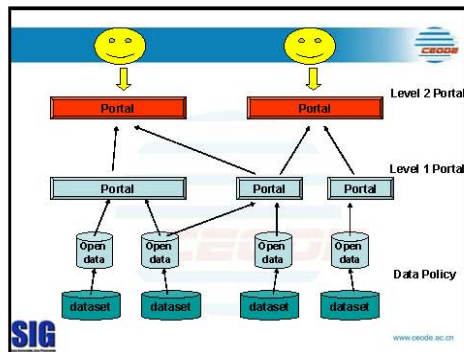 CEODE
Portal Portal
Level 2 Portal
Level 1 Portal
Portal Portal Portal
CEODE
Open data Open data Open data Open data
Data Policy
dataset dataset dataset dataset
SIG
www.ceode.ac.cn